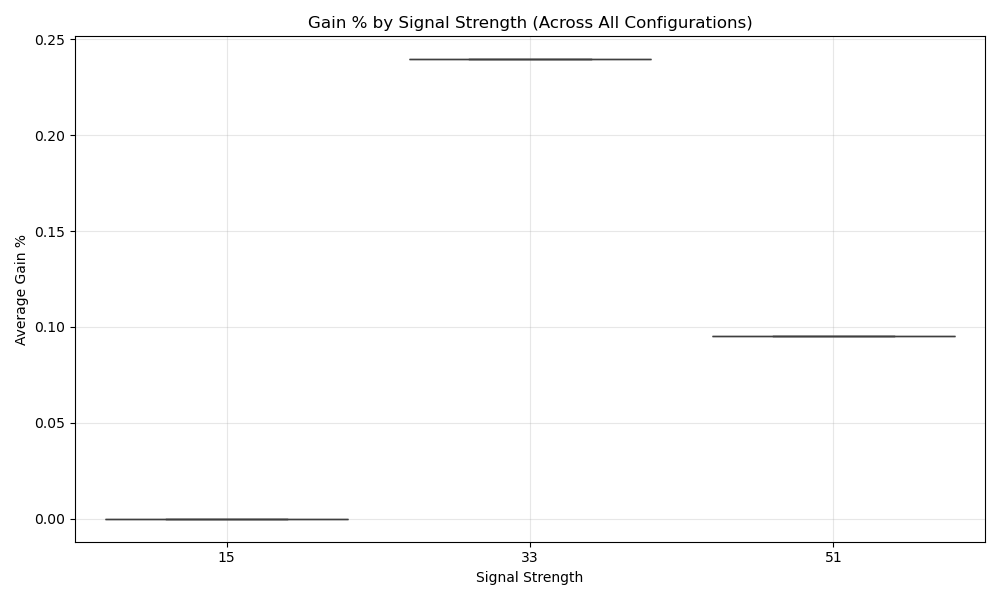 Gain % by Signal Strength (Across All Configurations)
0.25
0.20
0.15
0.10
0.05
0.00
Average Gain %
15 33 51
Signal Strength